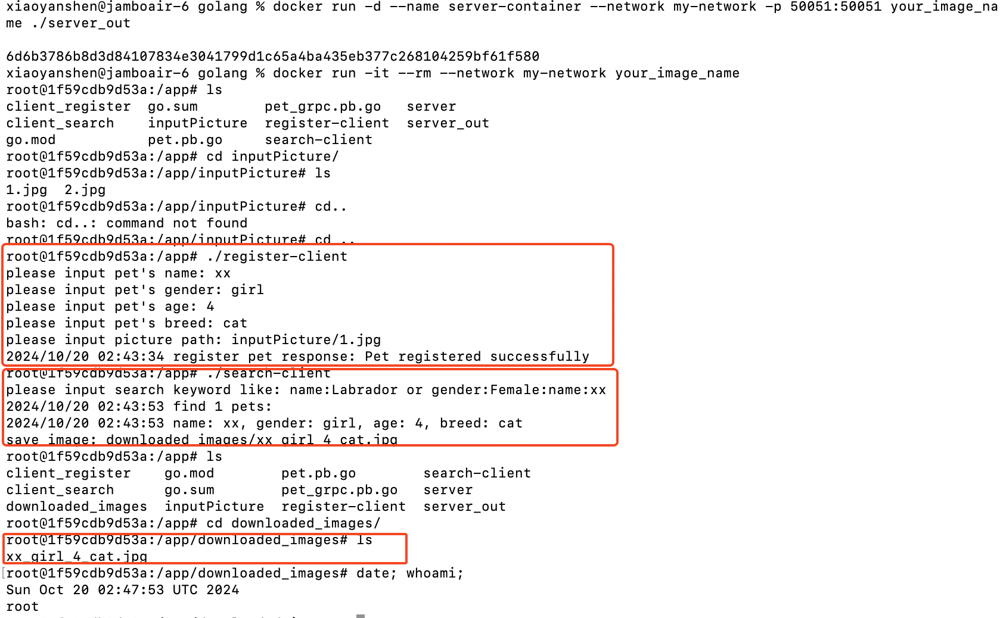 xiaoyanshen@jamboair-6 golang % docker run -d --name server-container --network my-network -p 50051:50051 your_image_na
me ./server_out
6d6b3786b8d3d84107834e3041799d1c65a4ba435eb377c268104259bf61f580
xiaoyanshen@jamboair-6 golang % docker run -it --rm --network my-network your_image_name
root@1f59cdb9d53a:/app# ls
client_register  go.sum        pet_grpc.pb.go   server
client_search    inputPicture  register-client  server_out
go.mod           pet.pb.go     search-client
root@1f59cdb9d53a:/app# cd inputPicture/
root@1f59cdb9d53a:/app/inputPicture# ls
1.jpg  2.jpg
root@1f59cdb9d53a:/app/inputPicture# cd..
bash: cd..: command not found
root@1f59cdb9d53a:/app/inputPicture# cd ..
root@1f59cdb9d53a:/app# ./register-client
please input pet's name: xx
please input pet's gender: girl
please input pet's age: 4
please input pet's breed: cat
please input picture path: inputPicture/1.jpg
2024/10/20 02:43:34 register pet response: Pet registered successfully
root@1f59cdb9d53a:/app# ./search-client
please input search keyword like: name:Labrador or gender:Female:name:xx
2024/10/20 02:43:53 find 1 pets:
2024/10/20 02:43:53 name: xx, gender: girl, age: 4, breed: cat
save image: downloaded_images/xx_girl_4_cat.jpg
root@1f59cdb9d53a:/app# ls
client_register    go.mod        pet.pb.go        search-client
client_search      go.sum        pet_grpc.pb.go   server
downloaded_images  inputPicture  register-client  server_out
root@1f59cdb9d53a:/app# cd downloaded_images/
root@1f59cdb9d53a:/app/downloaded_images# ls
xx_girl_4_cat.jpg
root@1f59cdb9d53a:/app/downloaded_images# date; whoami;
Sun Oct 20 02:47:53 UTC 2024
root